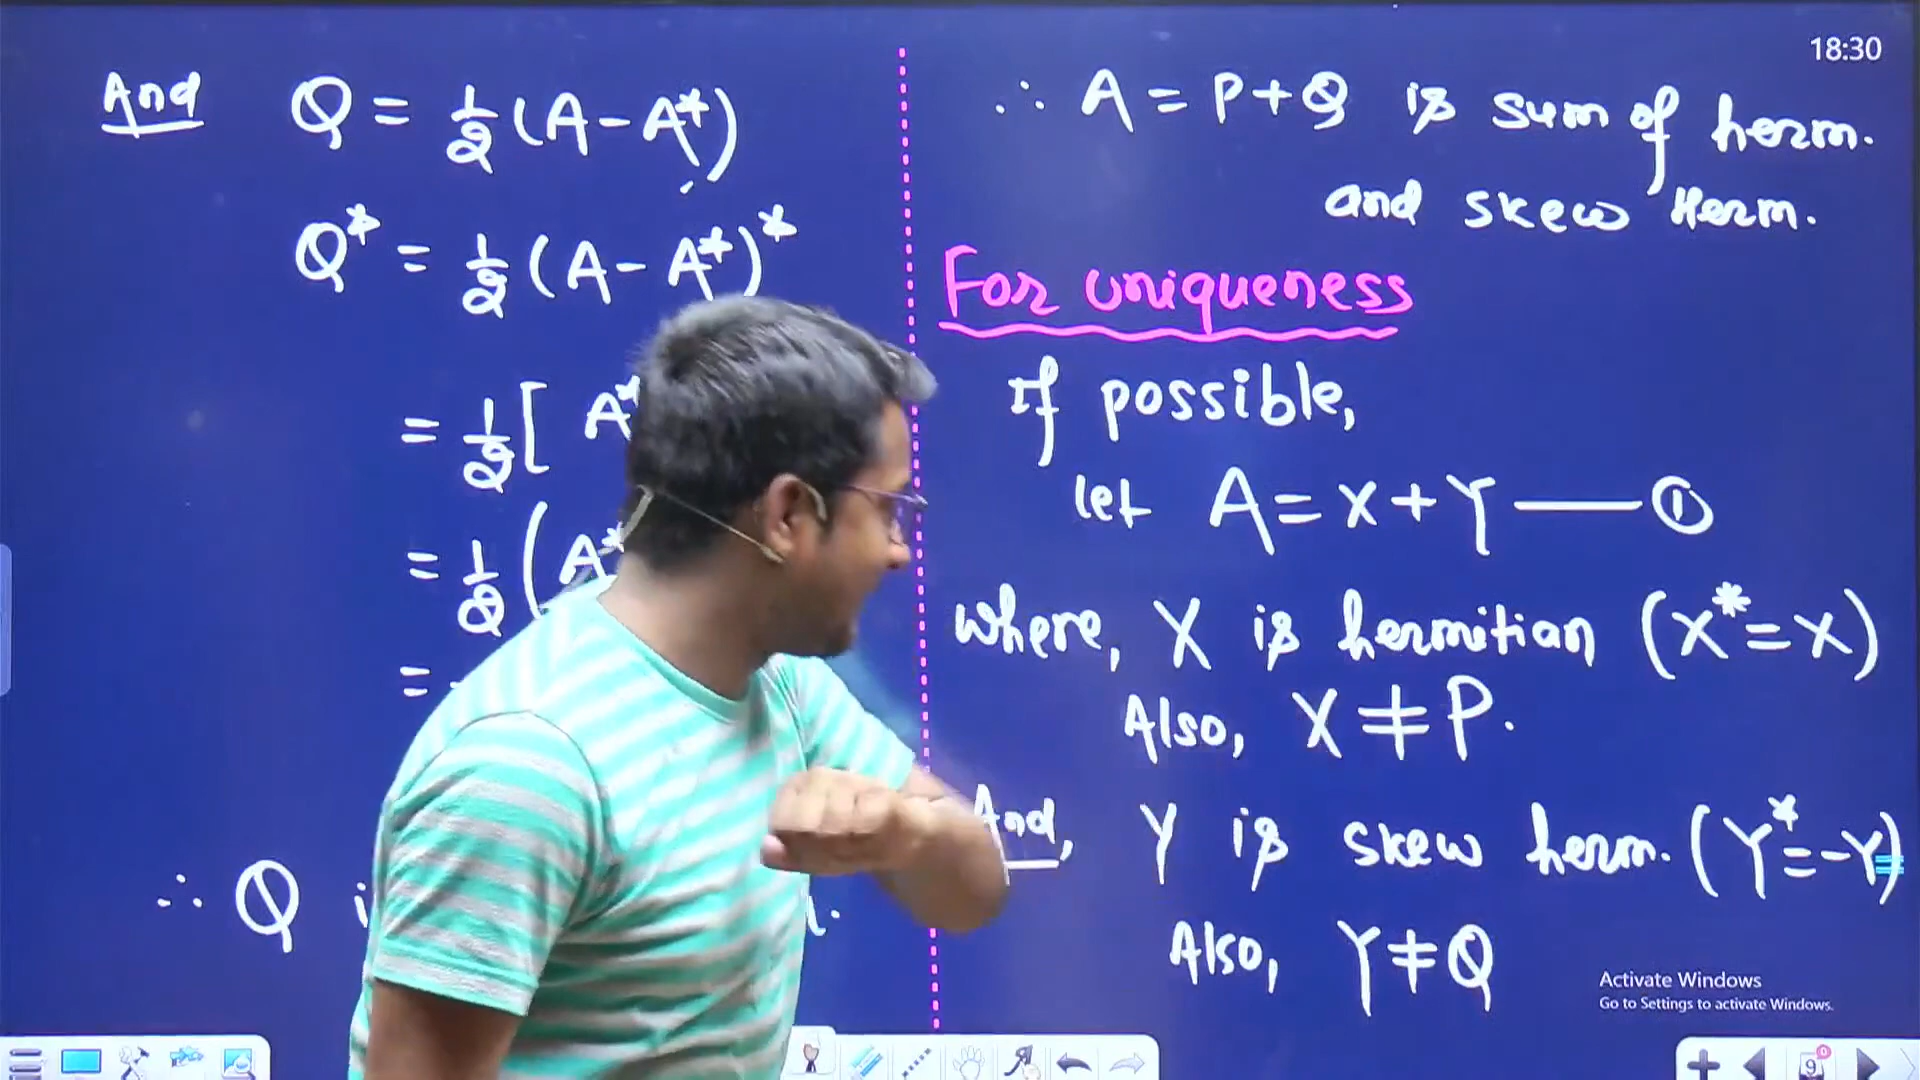 And Q = 1/2 (A - A*)
Q* = 1/2 (A - A*)*
= 1/2 [ A*
= 1/2 ( A*
=
∴ Q
18:30
∴ A = P + Q is sum of herm.
and skew Herm.
For uniqueness
If possible,
let A = X + Y —— ①
where, X is hermitian (X* = X)
Also, X ≠ P.
And, Y is skew herm. (Y* = -Y)
Also, Y ≠ Q
Activate Windows
Go to Settings to activate Windows.
9
0